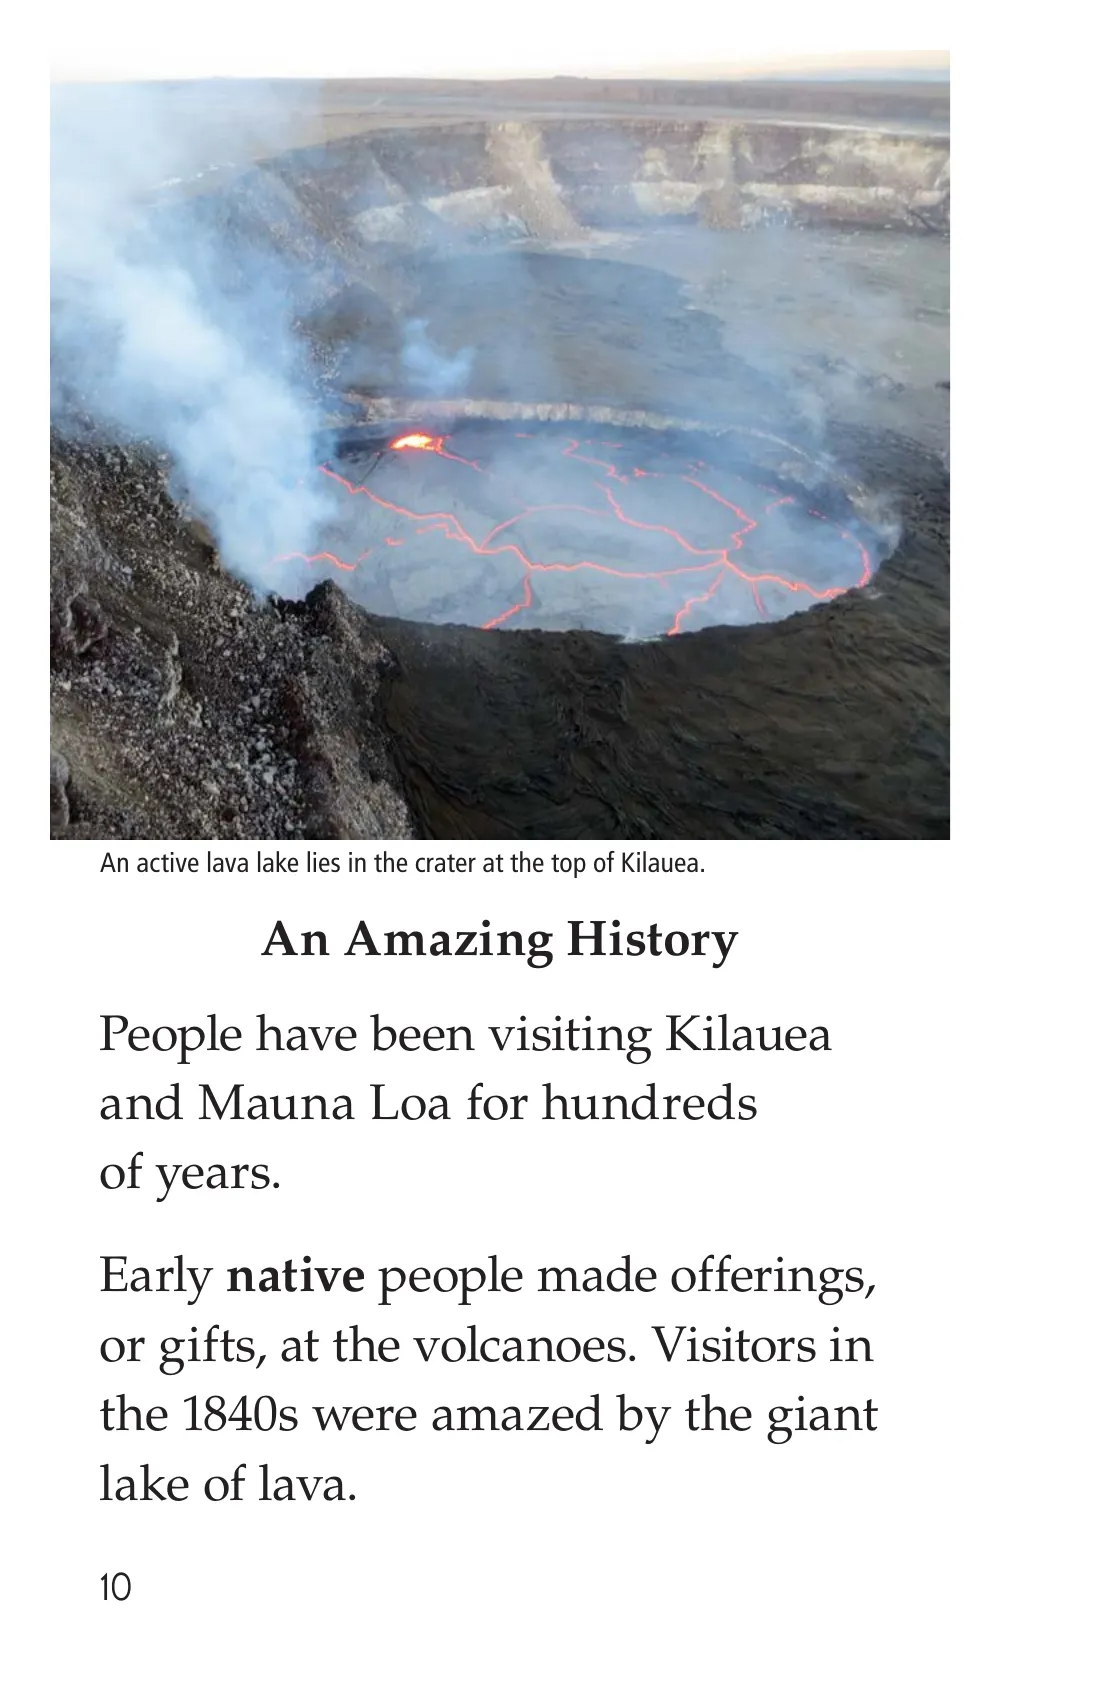 An active lava lake lies in the crater at the top of Kilauea.
An Amazing History
People have been visiting Kilauea
and Mauna Loa for hundreds
of years.
Early native people made offerings,
or gifts, at the volcanoes. Visitors in
the 1840s were amazed by the giant
lake of lava.
10